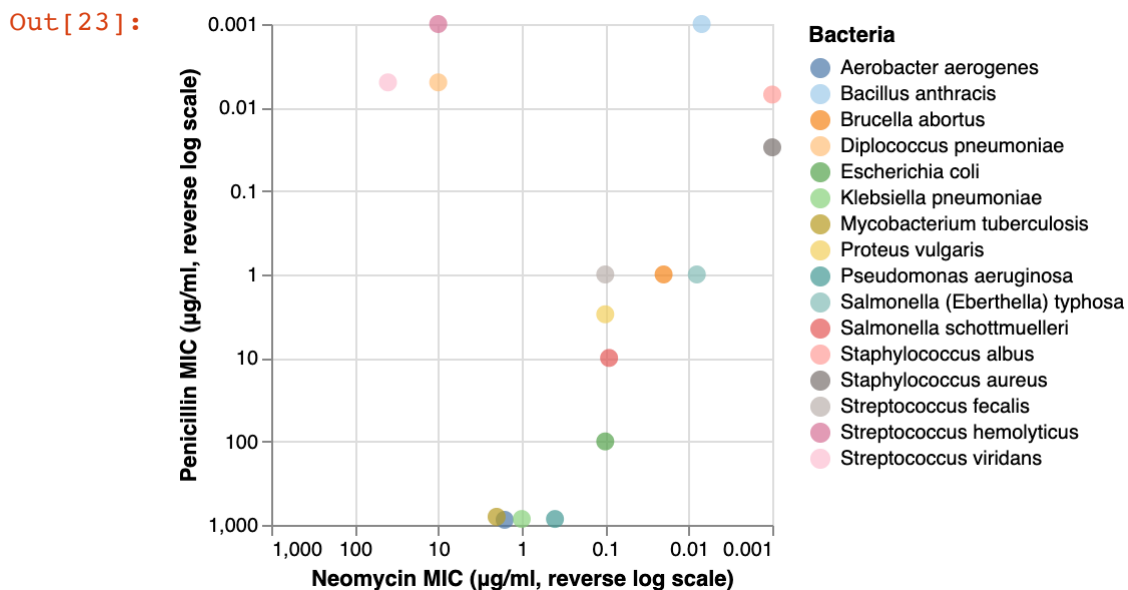 Out[23]:
Penicillin MIC (μg/ml, reverse log scale)
0.001
0.01
0.1
1
10
100
1,000
1,000 100 10 1 0.1 0.01 0.001
Neomycin MIC (μg/ml, reverse log scale)
Bacteria
Aerobacter aerogenes
Bacillus anthracis
Brucella abortus
Diplococcus pneumoniae
Escherichia coli
Klebsiella pneumoniae
Mycobacterium tuberculosis
Proteus vulgaris
Pseudomonas aeruginosa
Salmonella (Eberthella) typhosa
Salmonella schottmuelleri
Staphylococcus albus
Staphylococcus aureus
Streptococcus fecalis
Streptococcus hemolyticus
Streptococcus viridans